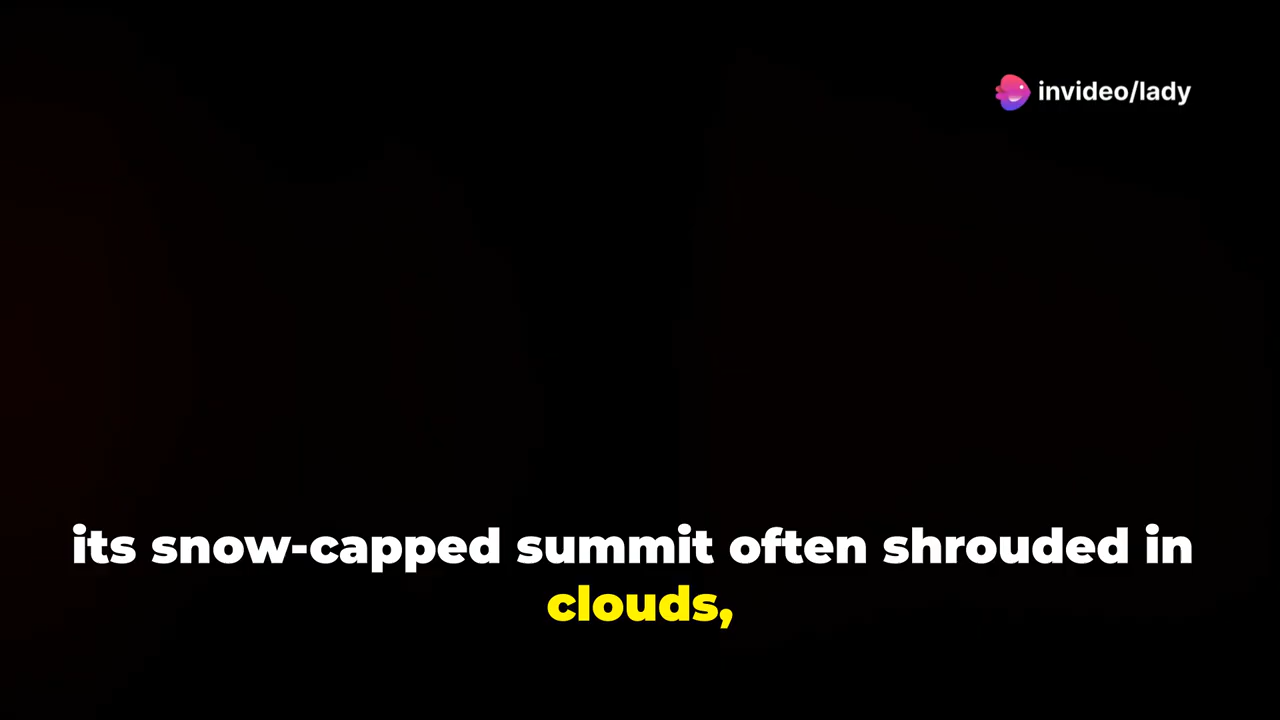 invideo/lady
its snow-capped summit often shrouded in
clouds,